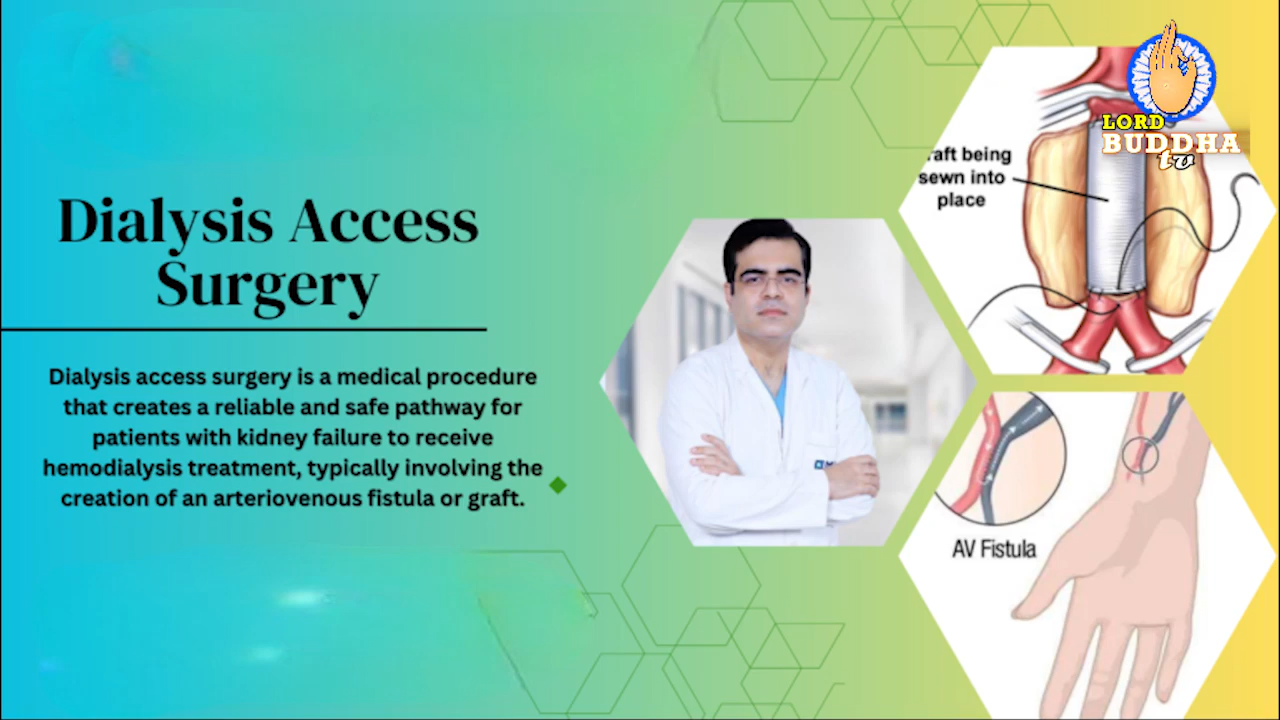 Dialysis Access
Surgery
Dialysis access surgery is a medical procedure
that creates a reliable and safe pathway for
patients with kidney failure to receive
hemodialysis treatment, typically involving the
creation of an arteriovenous fistula or graft.
raft being
sewn into
place
AV Fistula
LORD
BUDDHA
tv